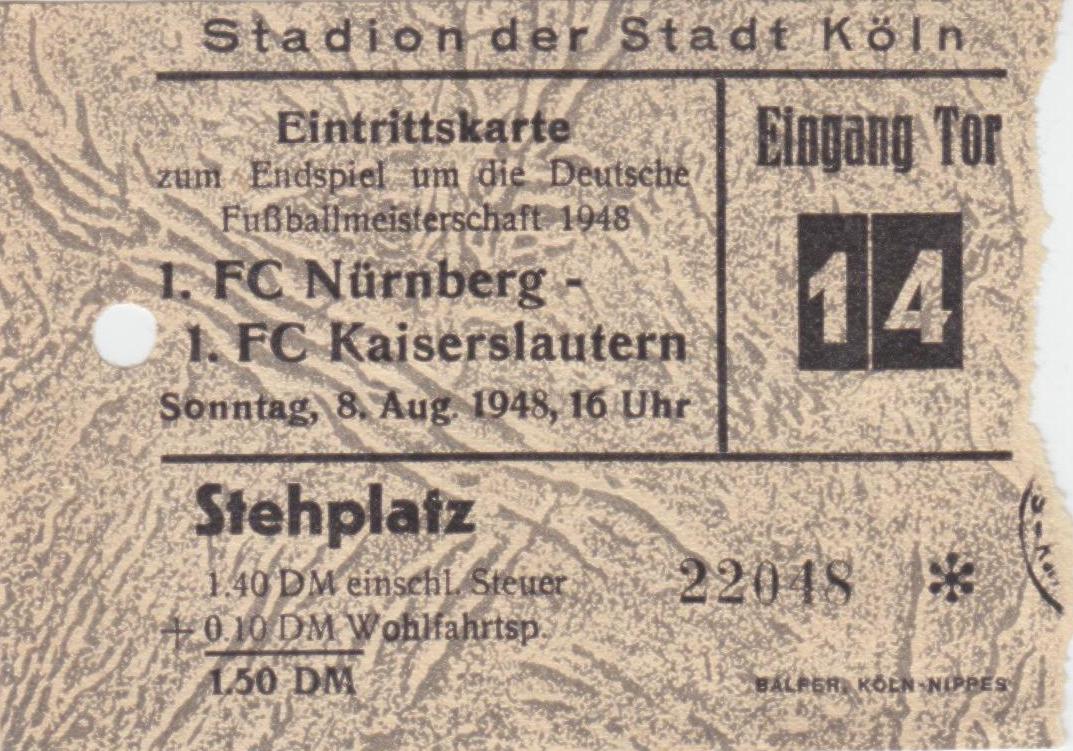 Stadion der Stadt Köln
Eintrittskarte
zum Endspiel um die Deutsche
Fußballmeisterschaft 1948
1. FC Nürnberg -
1. FC Kaiserslautern
Sonntag, 8. Aug. 1948, 16 Uhr
Eingang Tor
14
Stehplatz
1.40 DM einschl. Steuer
+ 0.10 DM Wohlfahrtsp.
1.50 DM
22048 *
KÖLN-NIPPES